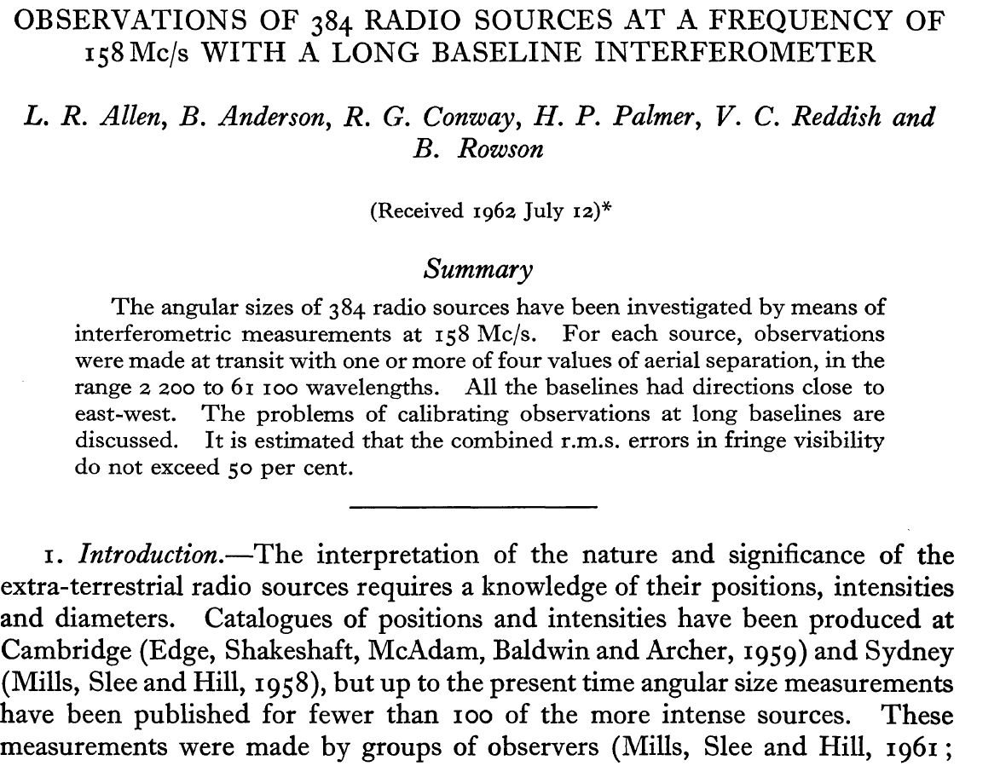 OBSERVATIONS OF 384 RADIO SOURCES AT A FREQUENCY OF
158 Mc/s WITH A LONG BASELINE INTERFEROMETER
L. R. Allen, B. Anderson, R. G. Conway, H. P. Palmer, V. C. Reddish and
B. Rowson
(Received 1962 July 12)*
Summary
The angular sizes of 384 radio sources have been investigated by means of
interferometric measurements at 158 Mc/s. For each source, observations
were made at transit with one or more of four values of aerial separation, in the
range 2 200 to 61 100 wavelengths. All the baselines had directions close to
east-west. The problems of calibrating observations at long baselines are
discussed. It is estimated that the combined r.m.s. errors in fringe visibility
do not exceed 50 per cent.
1. Introduction.—The interpretation of the nature and significance of the
extra-terrestrial radio sources requires a knowledge of their positions, intensities
and diameters. Catalogues of positions and intensities have been produced at
Cambridge (Edge, Shakeshaft, McAdam, Baldwin and Archer, 1959) and Sydney
(Mills, Slee and Hill, 1958), but up to the present time angular size measurements
have been published for fewer than 100 of the more intense sources. These
measurements were made by groups of observers (Mills, Slee and Hill, 1961;